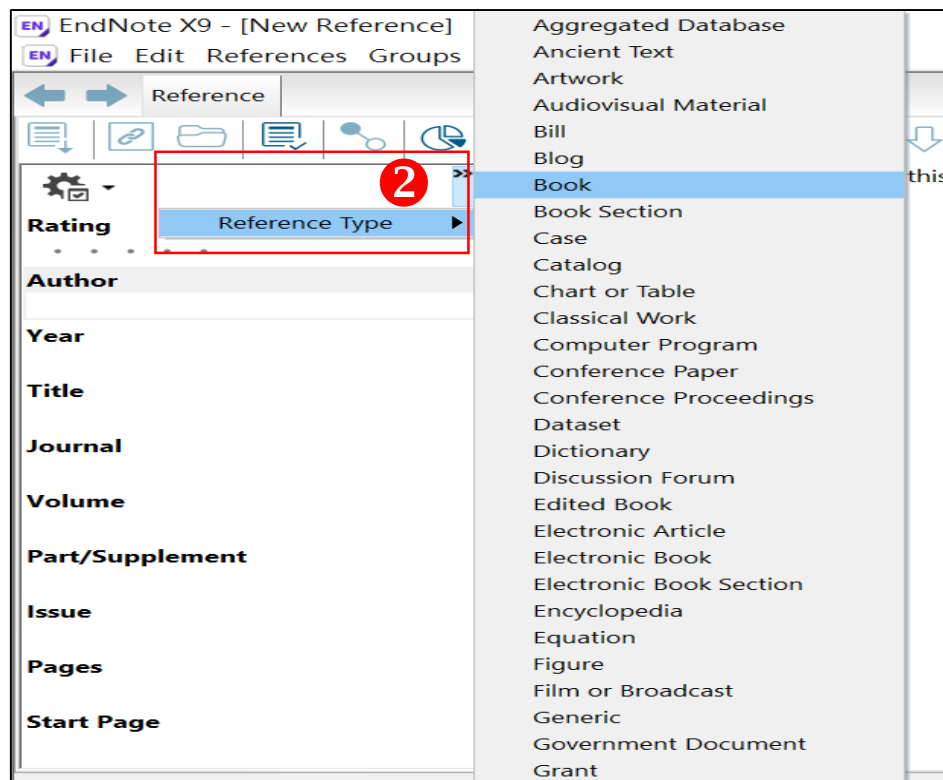 EN EndNote X9 - [New Reference]
EN File Edit References Groups
Reference
this
2
»
Reference Type
Rating
Author
Year
Title
Journal
Volume
Part/Supplement
Issue
Pages
Start Page
Aggregated Database
Ancient Text
Artwork
Audiovisual Material
Bill
Blog
Book
Book Section
Case
Catalog
Chart or Table
Classical Work
Computer Program
Conference Paper
Conference Proceedings
Dataset
Dictionary
Discussion Forum
Edited Book
Electronic Article
Electronic Book
Electronic Book Section
Encyclopedia
Equation
Figure
Film or Broadcast
Generic
Government Document
Grant